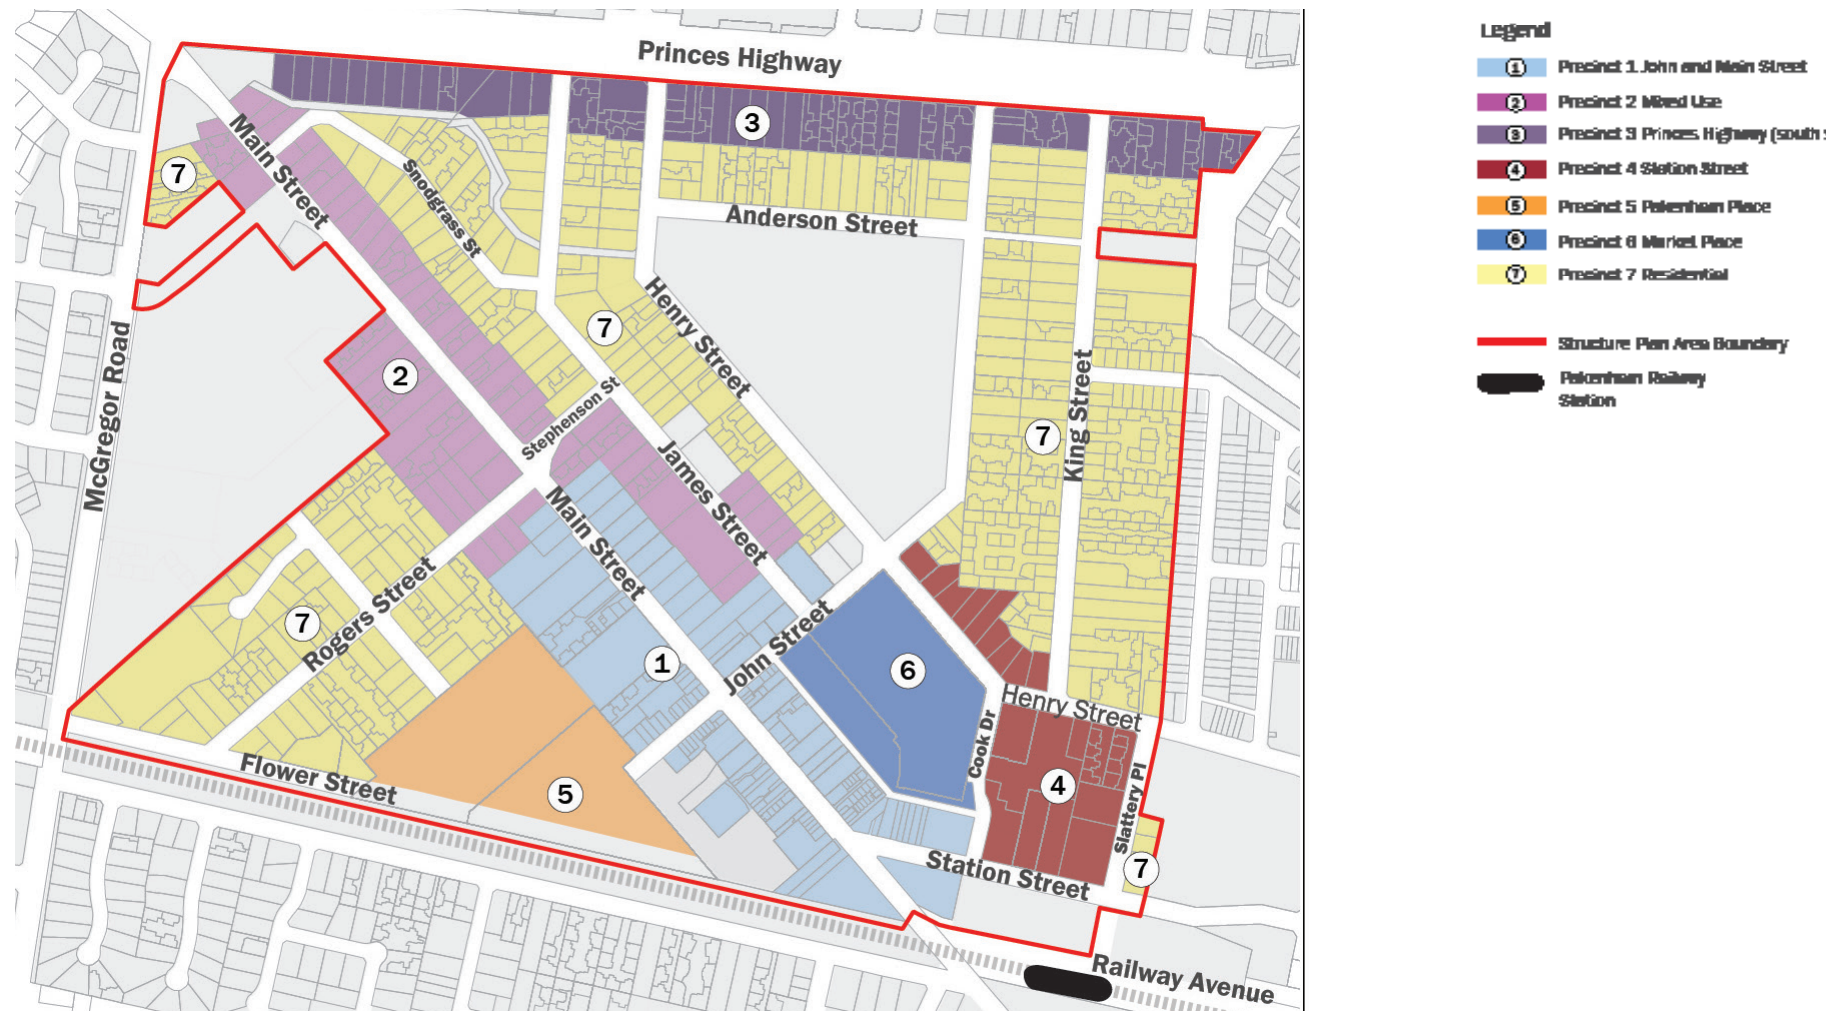 Princes Highway
Legend
1 Precinct 1 John and Main Street
2 Precinct 2 Mixed Use
3 Precinct 3 Princes Highway (south s
4 Precinct 4 Station Street
5 Precinct 5 Pakenham Place
6 Precinct 6 Market Place
7 Precinct 7 Residential
Structure Plan Area Boundary
Pakenham Railway
Station
3
Main Street
7
Snodgrass St
Anderson Street
Henry Street
7
McGregor Road
2
King Street
Stephenson St
7
James Street
Main Street
Rogers Street
7
John Street
1
6
Henry Street
Cook Dr
Flower Street
5
4
Slattery Pl
Station Street
7
Railway Avenue